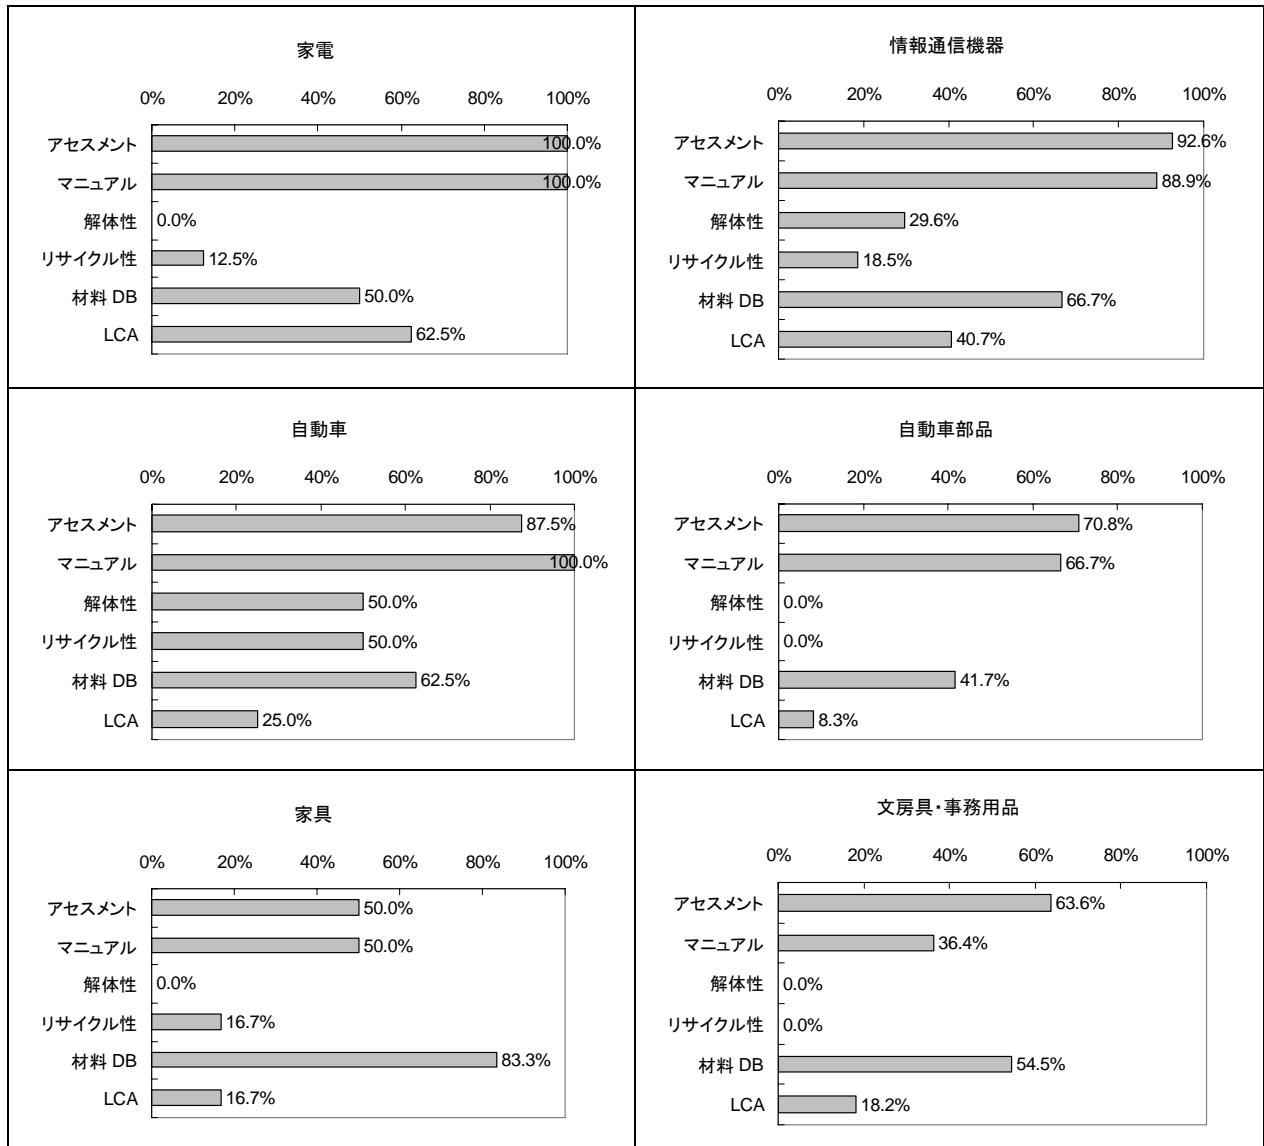 家電
0% 20% 40% 60% 80% 100%
アセスメント 100.0%
マニュアル 100.0%
解体性 0.0%
リサイクル性 12.5%
材料 DB 50.0%
LCA 62.5%
情報通信機器
0% 20% 40% 60% 80% 100%
アセスメント 92.6%
マニュアル 88.9%
解体性 29.6%
リサイクル性 18.5%
材料 DB 66.7%
LCA 40.7%
自動車
0% 20% 40% 60% 80% 100%
アセスメント 87.5%
マニュアル 100.0%
解体性 50.0%
リサイクル性 50.0%
材料 DB 62.5%
LCA 25.0%
自動車部品
0% 20% 40% 60% 80% 100%
アセスメント 70.8%
マニュアル 66.7%
解体性 0.0%
リサイクル性 0.0%
材料 DB 41.7%
LCA 8.3%
家具
0% 20% 40% 60% 80% 100%
アセスメント 50.0%
マニュアル 50.0%
解体性 0.0%
リサイクル性 16.7%
材料 DB 83.3%
LCA 16.7%
文房具・事務用品
0% 20% 40% 60% 80% 100%
アセスメント 63.6%
マニュアル 36.4%
解体性 0.0%
リサイクル性 0.0%
材料 DB 54.5%
LCA 18.2%